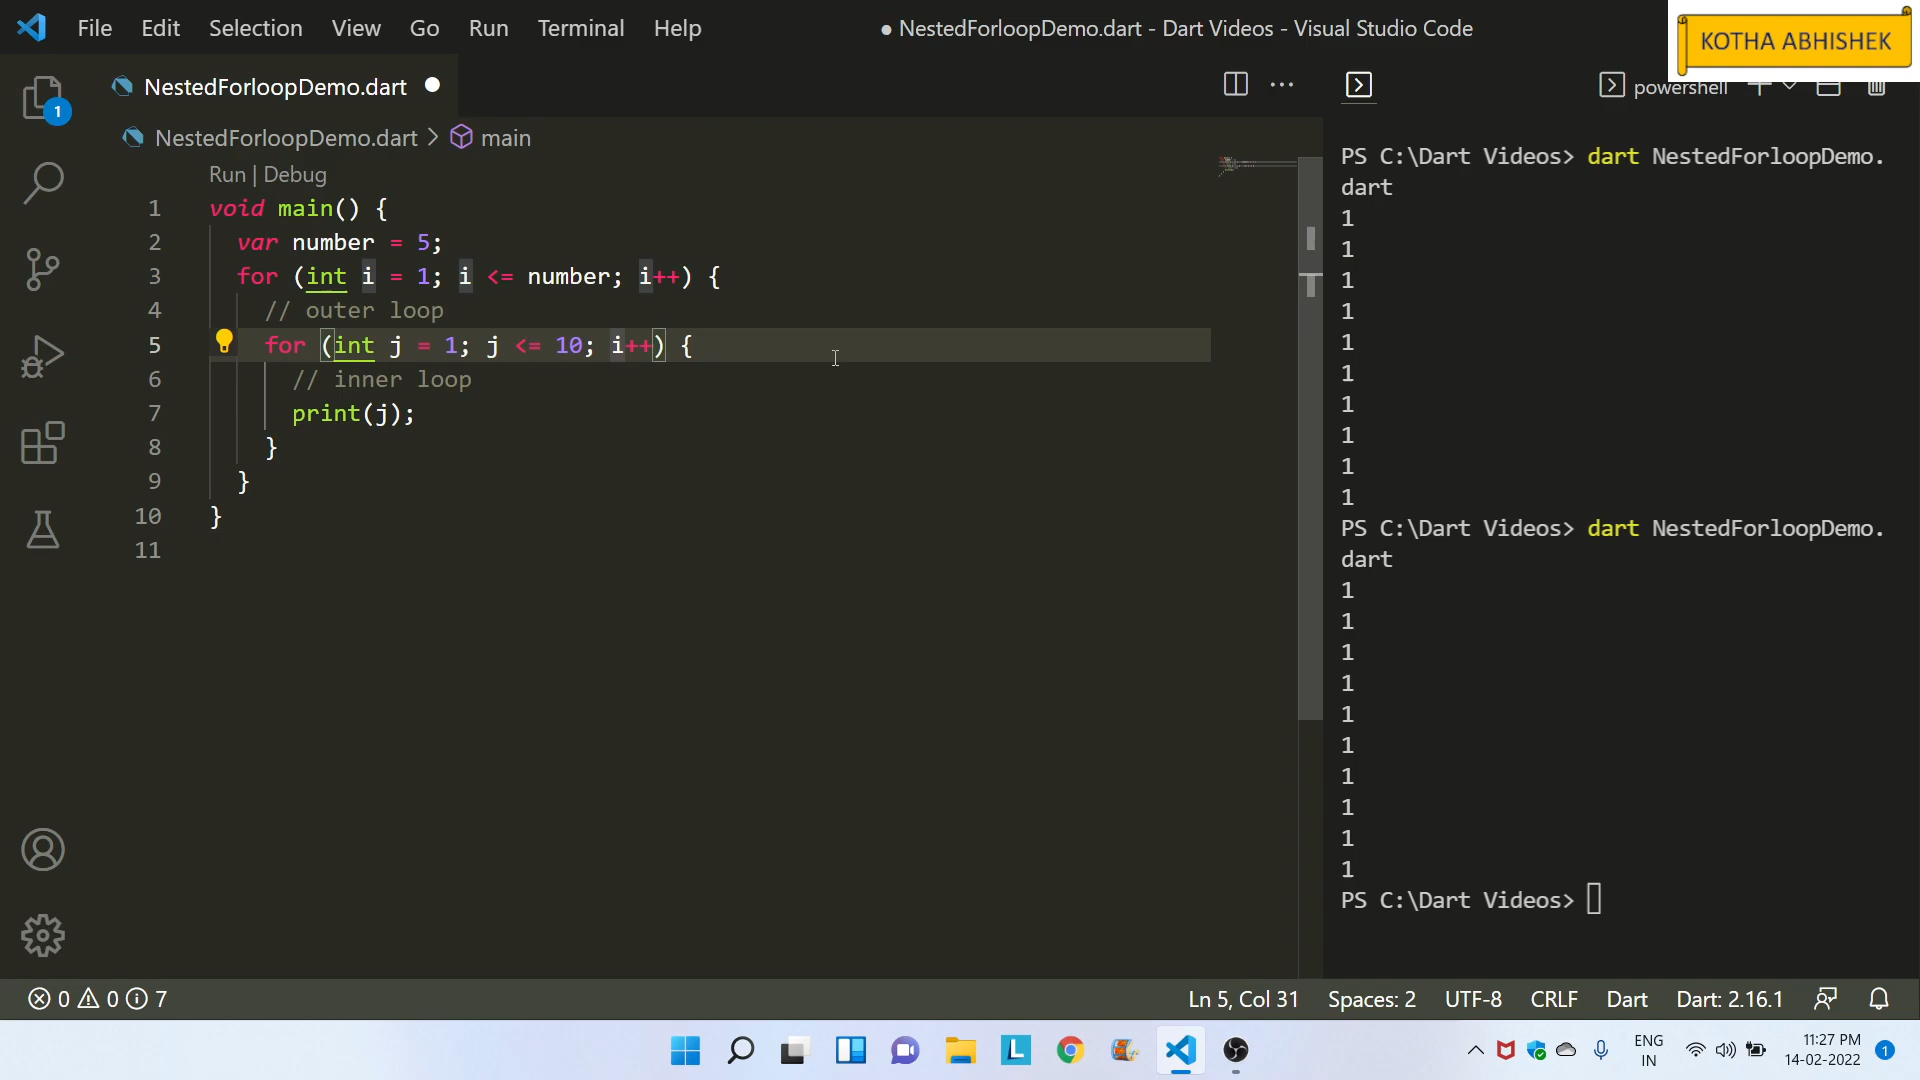 File Edit Selection View Go Run Terminal Help
● NestedForloopDemo.dart - Dart Videos - Visual Studio Code
KOTHA ABHISHEK
1
NestedForloopDemo.dart
powershell
NestedForloopDemo.dart > main
Run | Debug
1 void main() {
2 var number = 5;
3 for (int i = 1; i <= number; i++) {
4 // outer loop
5 for (int j = 1; j <= 10; i++) {
6 // inner loop
7 print(j);
8 }
9 }
10 }
11
PS C:\Dart Videos> dart NestedForloopDemo.
dart
1
1
1
1
1
1
1
1
1
1
PS C:\Dart Videos> dart NestedForloopDemo.
dart
1
1
1
1
1
1
1
1
1
1
PS C:\Dart Videos>
0 0 7
Ln 5, Col 31 Spaces: 2 UTF-8 CRLF Dart Dart: 2.16.1
L
ENG
IN
11:27 PM
14-02-2022
1